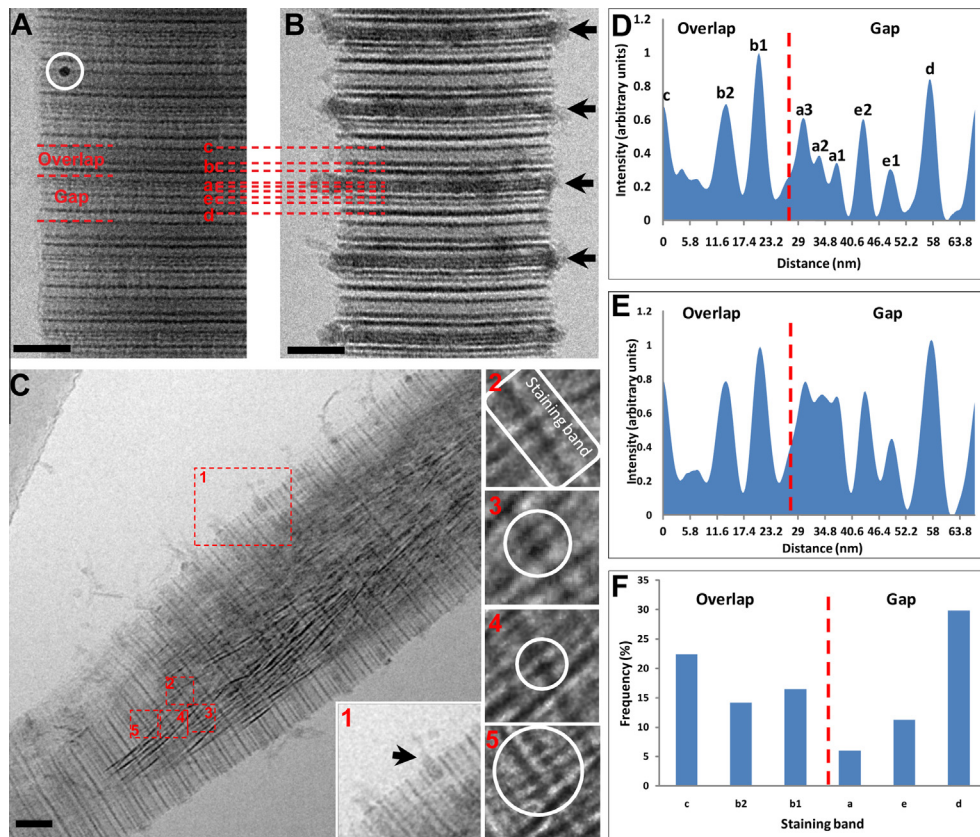 A
Overlap
Gap
c
b
a
e
d
B
C
1
2
3
4
5
1
2
Staining band
3
4
5
D
Overlap
Gap
Intensity (arbitrary units)
1.2
1
0.8
0.6
0.4
0.2
0
c
b2
b1
a3
a2
a1
e2
e1
d
0 5.8 11.6 17.4 23.2 29 34.8 40.6 46.4 52.2 58 63.8
Distance (nm)
E
Overlap
Gap
Intensity (arbitrary units)
1.2
1
0.8
0.6
0.4
0.2
0
0 5.8 11.6 17.4 23.2 29 34.8 40.6 46.4 52.2 58 63.8
Distance (nm)
F
Overlap
Gap
Frequency (%)
35
30
25
20
15
10
5
0
c b2 b1 a e d
Staining band